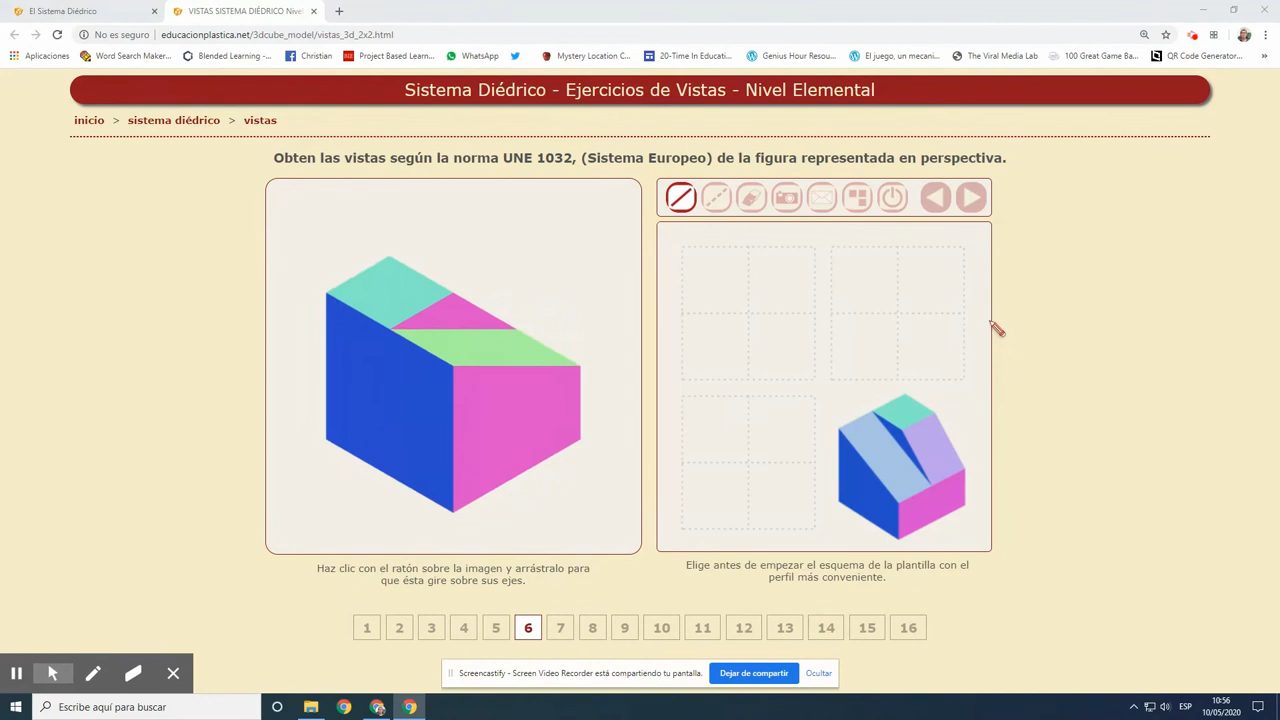 El Sistema Diédrico
VISTAS SISTEMA DIÉDRICO Nive
No es seguro
educacionplastica.net/3dcube_model/vistas_3d_2x2.html
Aplicaciones
Word Search Maker...
Blended Learning -...
Christian
Project Based Learn...
WhatsApp
Mystery Location C...
20-Time In Educati...
Genius Hour Resou...
El juego, un mecani...
The Viral Media Lab
100 Great Game Ba...
QR Code Generator...
Sistema Diédrico - Ejercicios de Vistas - Nivel Elemental
inicio > sistema diédrico > vistas
Obten las vistas según la norma UNE 1032, (Sistema Europeo) de la figura representada en perspectiva.
Haz clic con el ratón sobre la imagen y arrástralo para
que ésta gire sobre sus ejes.
Elige antes de empezar el esquema de la plantilla con el
perfil más conveniente.
1 2 3 4 5 6 7 8 9 10 11 12 13 14 15 16
Screencastify - Screen Video Recorder está compartiendo tu pantalla.
Dejar de compartir
Ocultar
Escribe aquí para buscar
ESP
10:56
10/05/2020